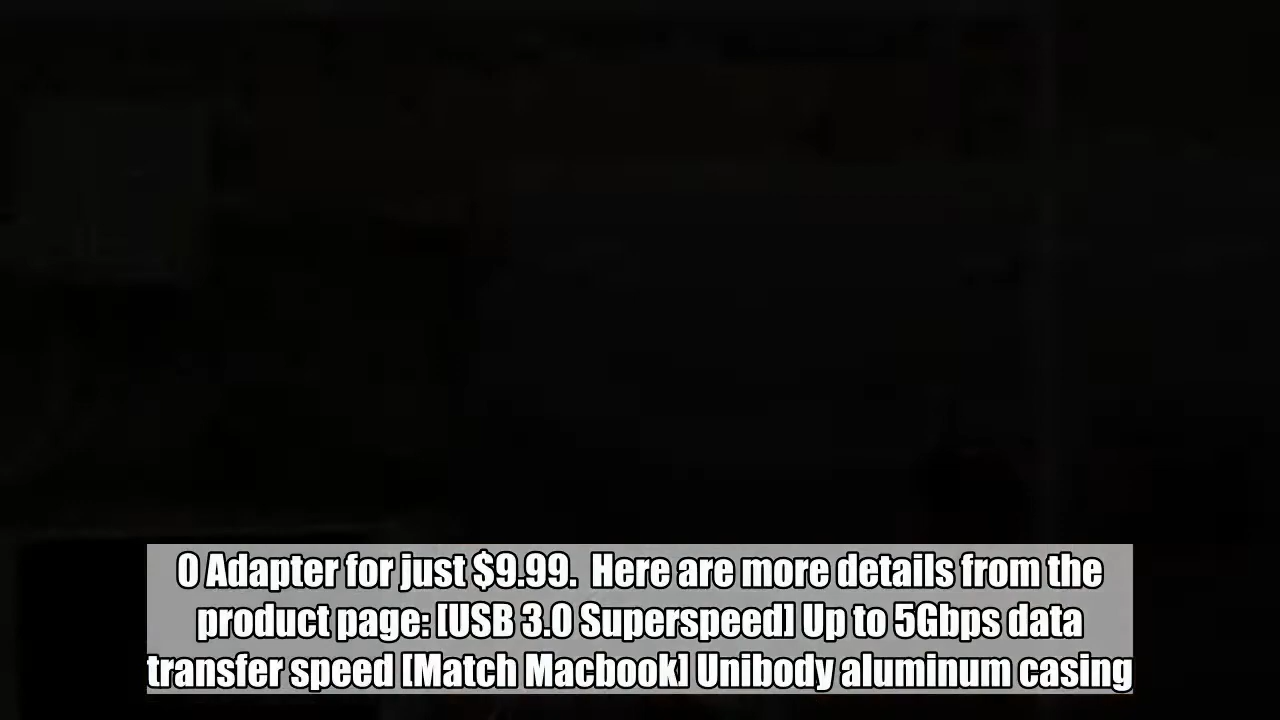 0 Adapter for just $9.99.  Here are more details from the
product page: [USB 3.0 Superspeed] Up to 5Gbps data
transfer speed [Match Macbook] Unibody aluminum casing